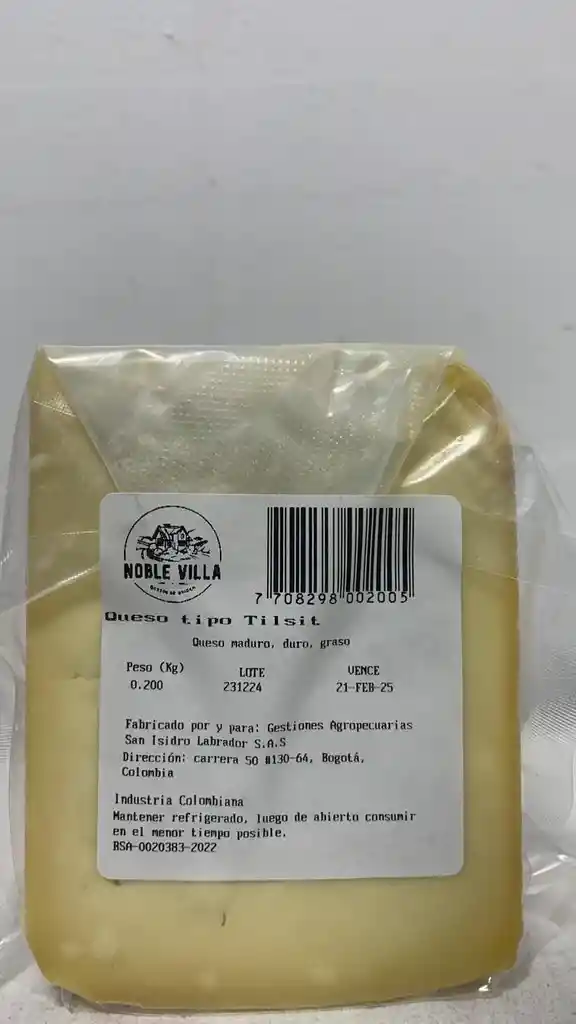 NOBLE VILLA
7 708298 002005
Queso tipo Tilsit
Queso maduro, duro, graso
Peso (Kg) LOTE VENCE
0.200 231224 21-FEB-25
Fabricado por y para: Gestiones Agropecuarias
San Isidro Labrador S.A.S
Dirección: carrera 50 #130-64, Bogotá,
Colombia
Industria Colombiana
Mantener refrigerado, luego de abierto consumir
en el menor tiempo posible.
RSA-0020383-2022